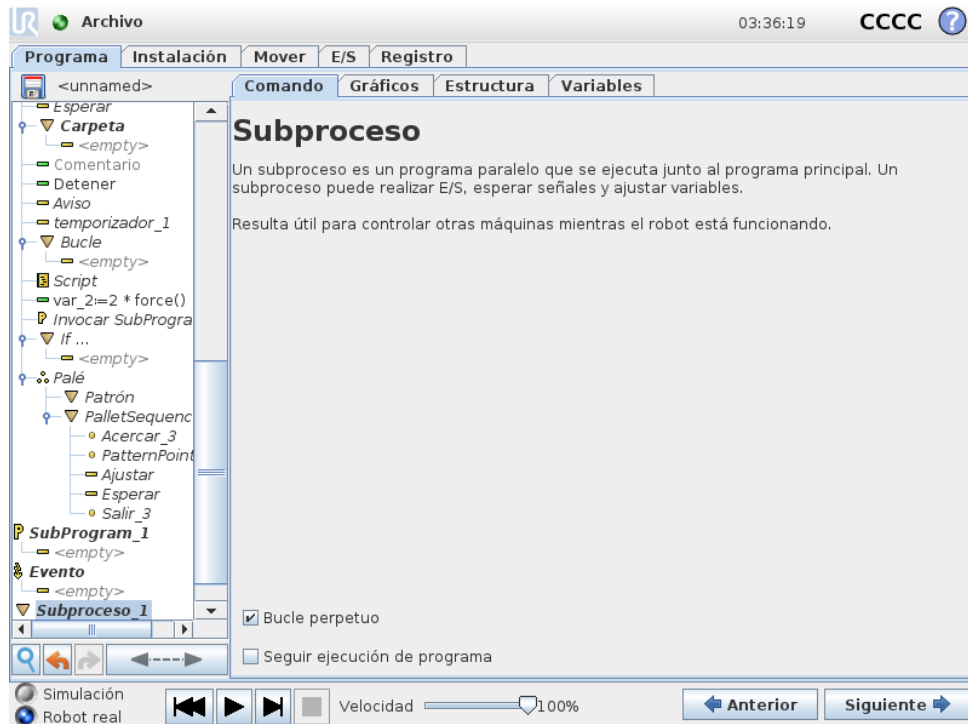 UR
Archivo
03:36:19
CCCC
?
Programa
Instalación
Mover
E/S
Registro
<unnamed>
Comando
Gráficos
Estructura
Variables
Esperar
Carpeta
<empty>
Comentario
Detener
Aviso
temporizador_1
Bucle
<empty>
Script
var_2:=2 * force()
P Invocar SubProgra
If ...
<empty>
Palé
Patrón
PalletSequenc
Acercar_3
PatternPoint
Ajustar
Esperar
Salir_3
P SubProgram_1
<empty>
Evento
<empty>
Subproceso_1
Subproceso
Un subproceso es un programa paralelo que se ejecuta junto al programa principal. Un
subproceso puede realizar E/S, esperar señales y ajustar variables.
Resulta útil para controlar otras máquinas mientras el robot está funcionando.
Bucle perpetuo
Seguir ejecución de programa
Simulación
Robot real
Velocidad
100%
Anterior
Siguiente